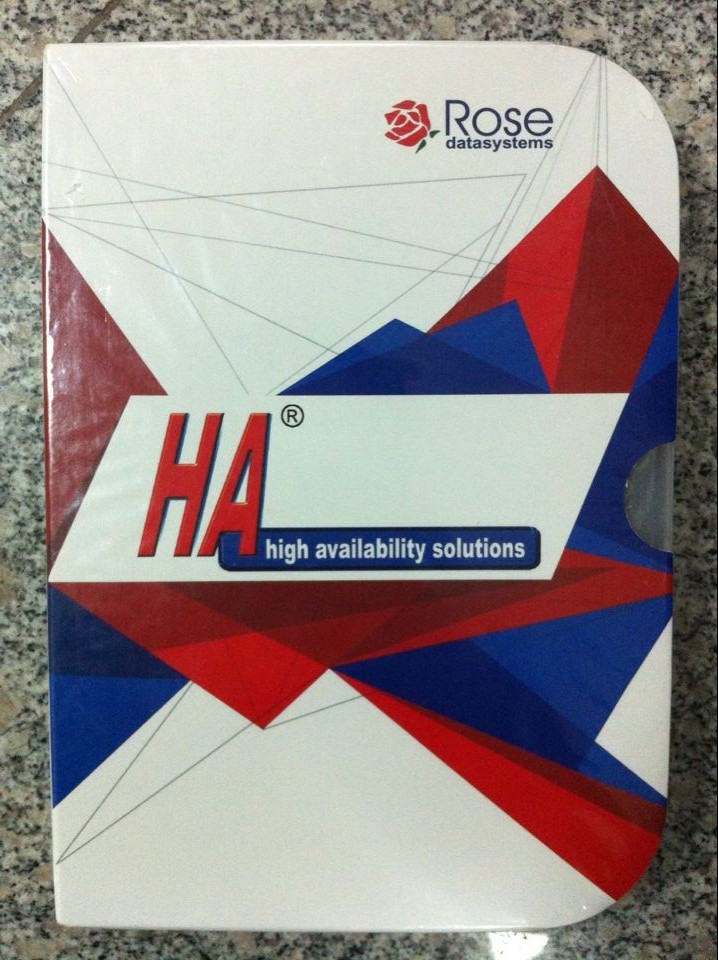 Rose
datasystems
HA®
high availability solutions